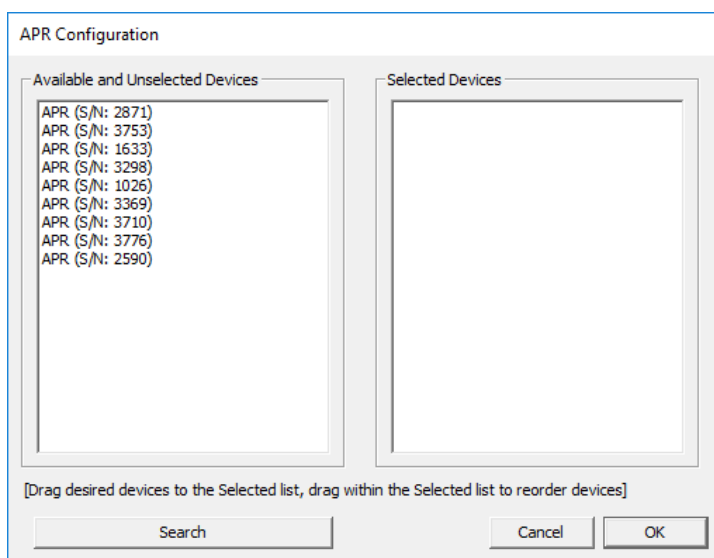 APR Configuration
Available and Unselected Devices
APR (S/N: 2871)
APR (S/N: 3753)
APR (S/N: 1633)
APR (S/N: 3298)
APR (S/N: 1026)
APR (S/N: 3369)
APR (S/N: 3710)
APR (S/N: 3776)
APR (S/N: 2590)
Selected Devices
[Drag desired devices to the Selected list, drag within the Selected list to reorder devices]
Search
Cancel
OK